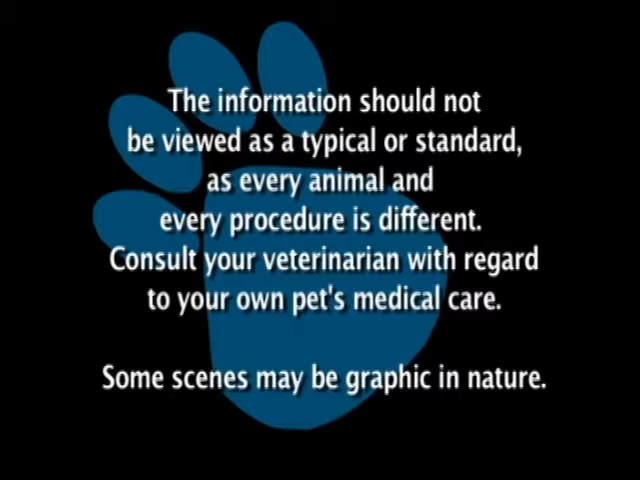 The information should not
be viewed as a typical or standard,
as every animal and
every procedure is different.
Consult your veterinarian with regard
to your own pet's medical care.
Some scenes may be graphic in nature.